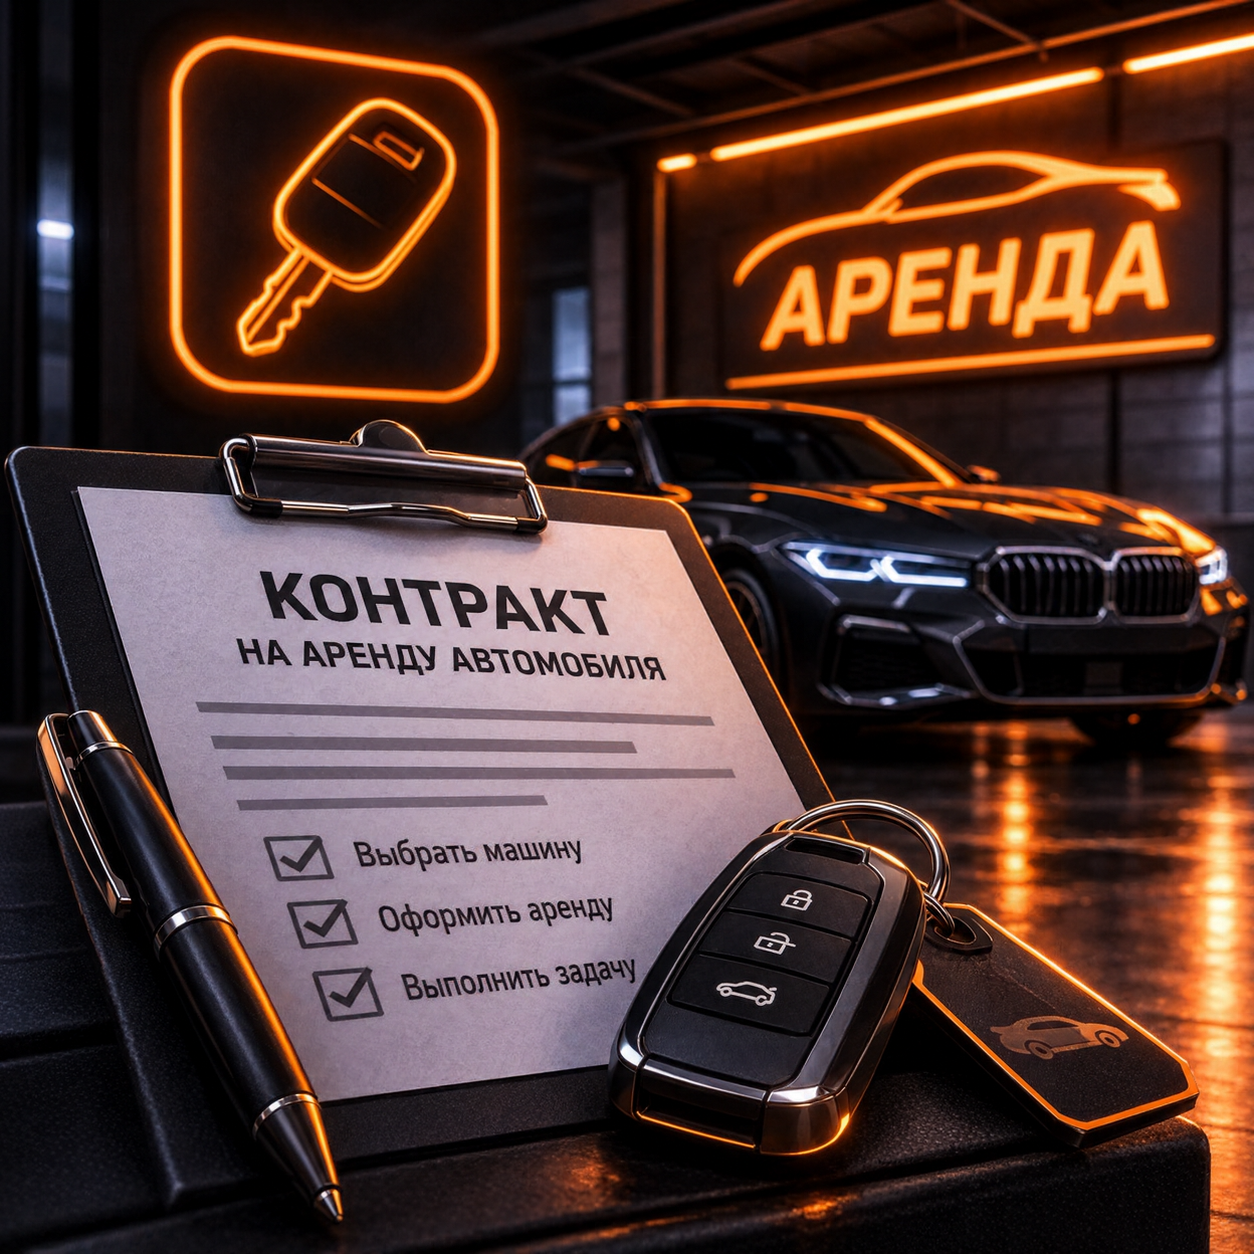 АРЕНДА
КОНТРАКТ
НА АРЕНДУ АВТОМОБИЛЯ
Выбрать машину
Оформить аренду
Выполнить задачу